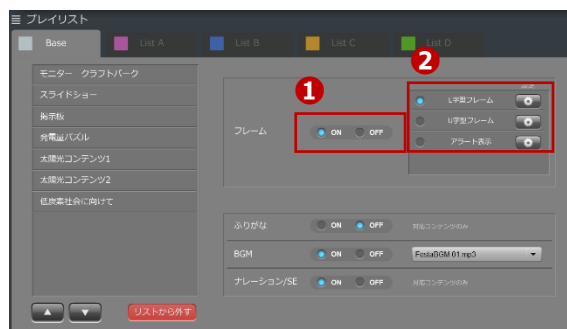 プレイリスト
Base
List A
List B
List C
List D
モニター クラフトパーク
スライドショー
掲示板
発電量パズル
太陽光コンテンツ1
太陽光コンテンツ2
低炭素社会に向けて
1
2
フレーム
ON
OFF
設定
L字型フレーム
U字型フレーム
アラート表示
ふりがな
ON
OFF
対応コンテンツのみ
BGM
ON
OFF
FestaBGM 01.mp3
ナレーション/SE
ON
OFF
対応コンテンツのみ
リストから外す